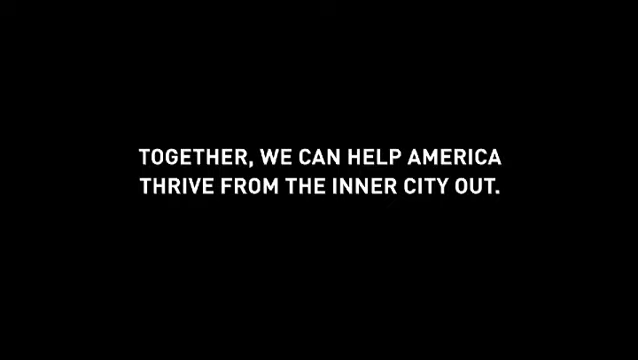 TOGETHER, WE CAN HELP AMERICA
THRIVE FROM THE INNER CITY OUT.